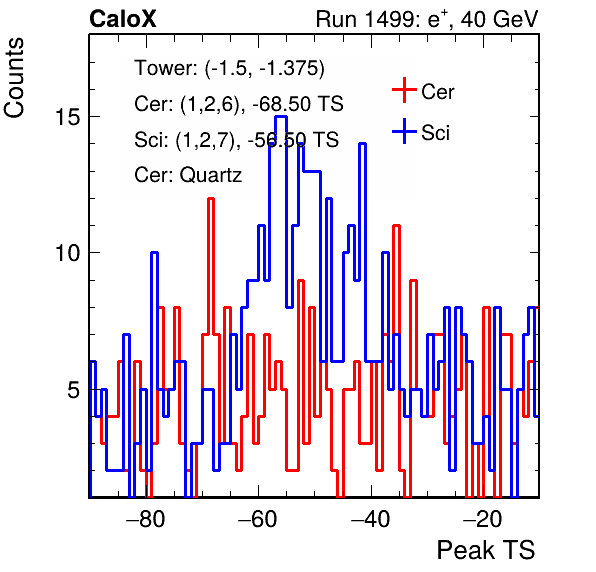 CaloX Run 1499: e+, 40 GeV
Counts
Tower: (-1.5, -1.375)
Cer: (1,2,6), -68.50 TS
Sci: (1,2,7), -56.50 TS
Cer: Quartz
Cer
Sci
15
10
5
−80 −60 −40 −20
Peak TS